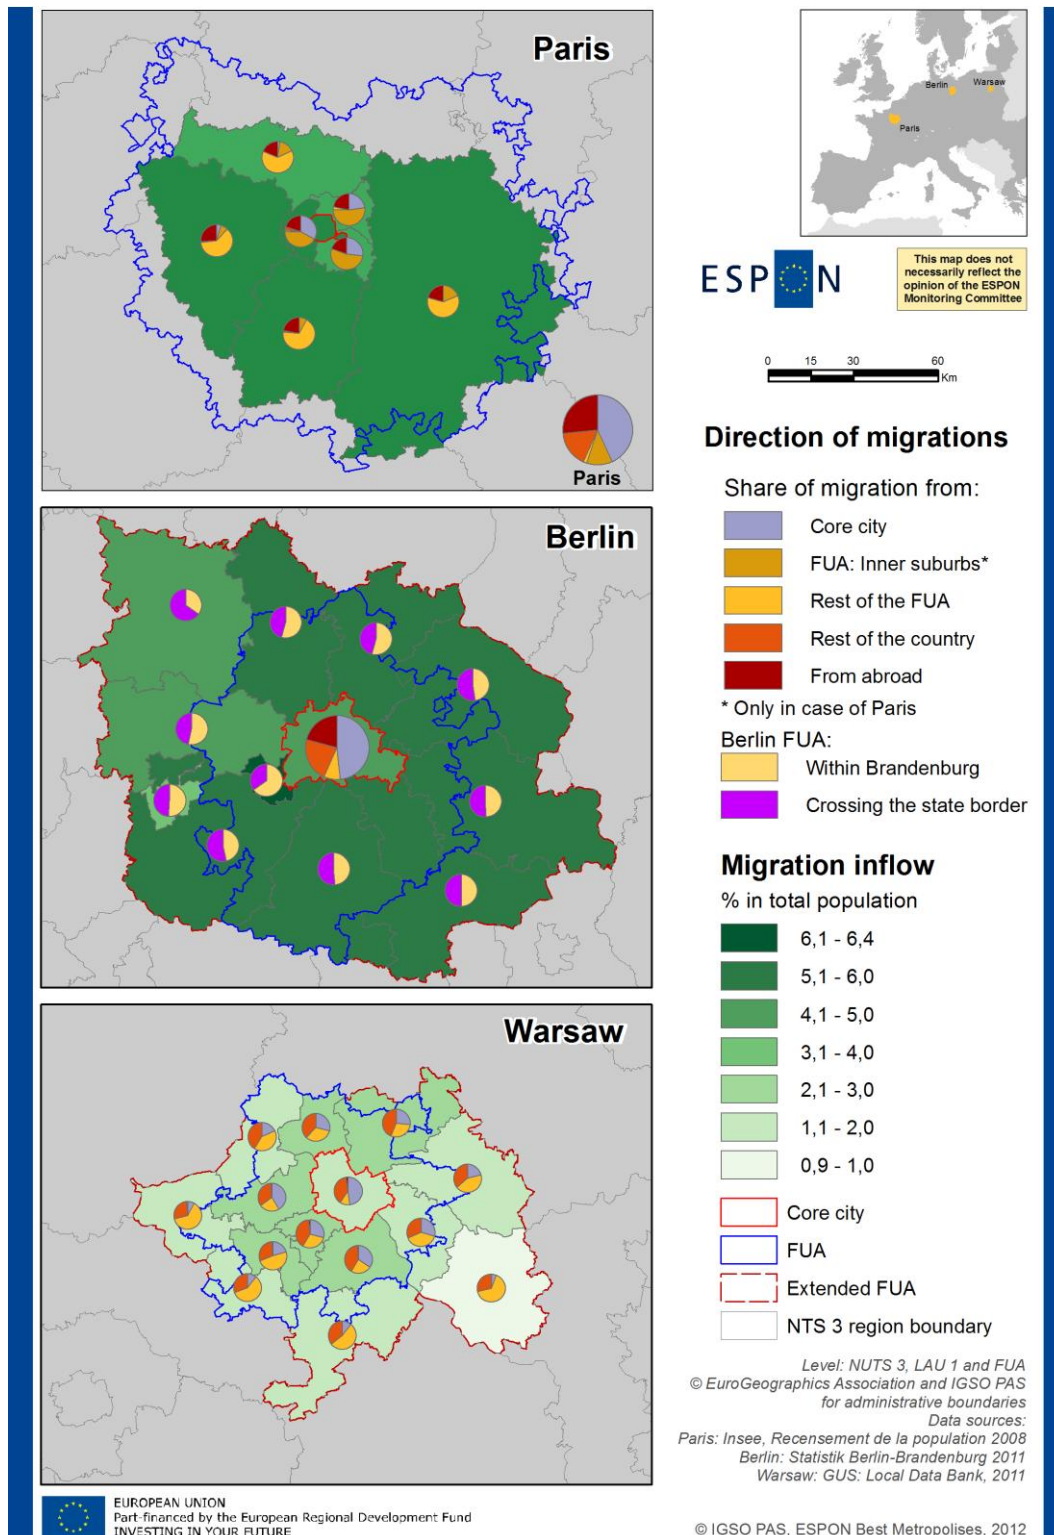 Paris
Paris
Berlin
Warsaw
Berlin
Warsaw
Paris
ESPON
This map does not
necessarily reflect the
opinion of the ESPON
Monitoring Committee
0 15 30 60
Km
Direction of migrations
Share of migration from:
Core city
FUA: Inner suburbs*
Rest of the FUA
Rest of the country
From abroad
* Only in case of Paris
Berlin FUA:
Within Brandenburg
Crossing the state border
Migration inflow
% in total population
6,1 - 6,4
5,1 - 6,0
4,1 - 5,0
3,1 - 4,0
2,1 - 3,0
1,1 - 2,0
0,9 - 1,0
Core city
FUA
Extended FUA
NTS 3 region boundary
Level: NUTS 3, LAU 1 and FUA
© EuroGeographics Association and IGSO PAS
for administrative boundaries
Data sources:
Paris: Insee, Recensement de la population 2008
Berlin: Statistik Berlin-Brandenburg 2011
Warsaw: GUS: Local Data Bank, 2011
EUROPEAN UNION
Part-financed by the European Regional Development Fund
INVESTING IN YOUR FUTURE
© IGSO PAS, ESPON Best Metropolises, 2012